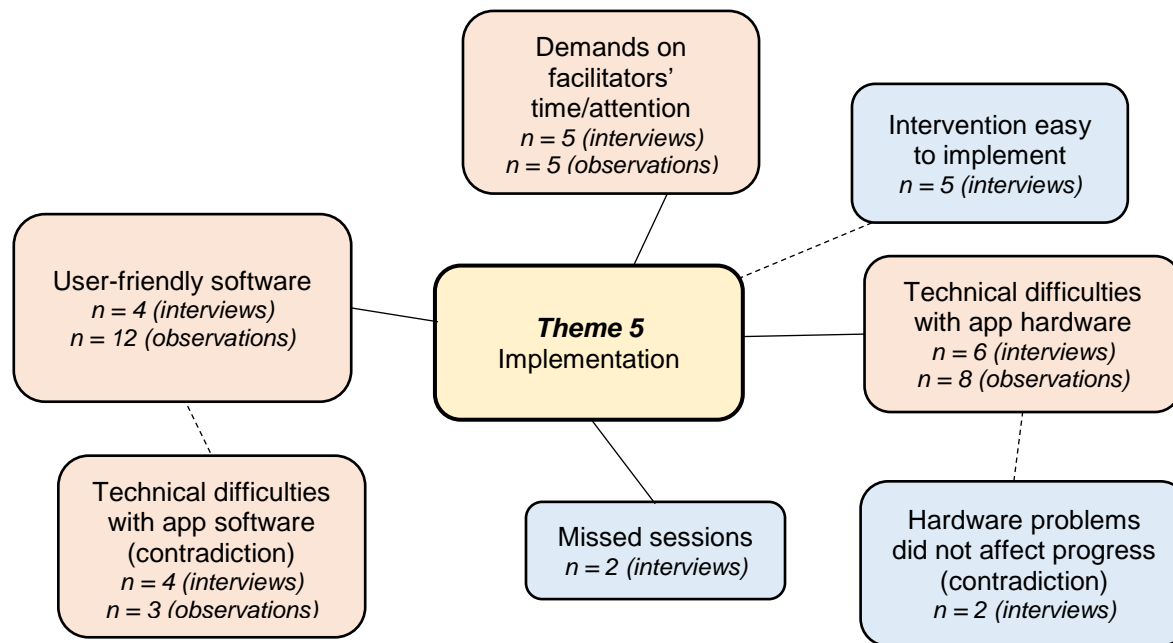 Demands on
facilitators’
time/attention
n = 5 (interviews)
n = 5 (observations)
Intervention easy
to implement
n = 5 (interviews)
User-friendly software
n = 4 (interviews)
n = 12 (observations)
Theme 5
Implementation
Technical difficulties
with app hardware
n = 6 (interviews)
n = 8 (observations)
Technical difficulties
with app software
(contradiction)
n = 4 (interviews)
n = 3 (observations)
Missed sessions
n = 2 (interviews)
Hardware problems
did not affect progress
(contradiction)
n = 2 (interviews)